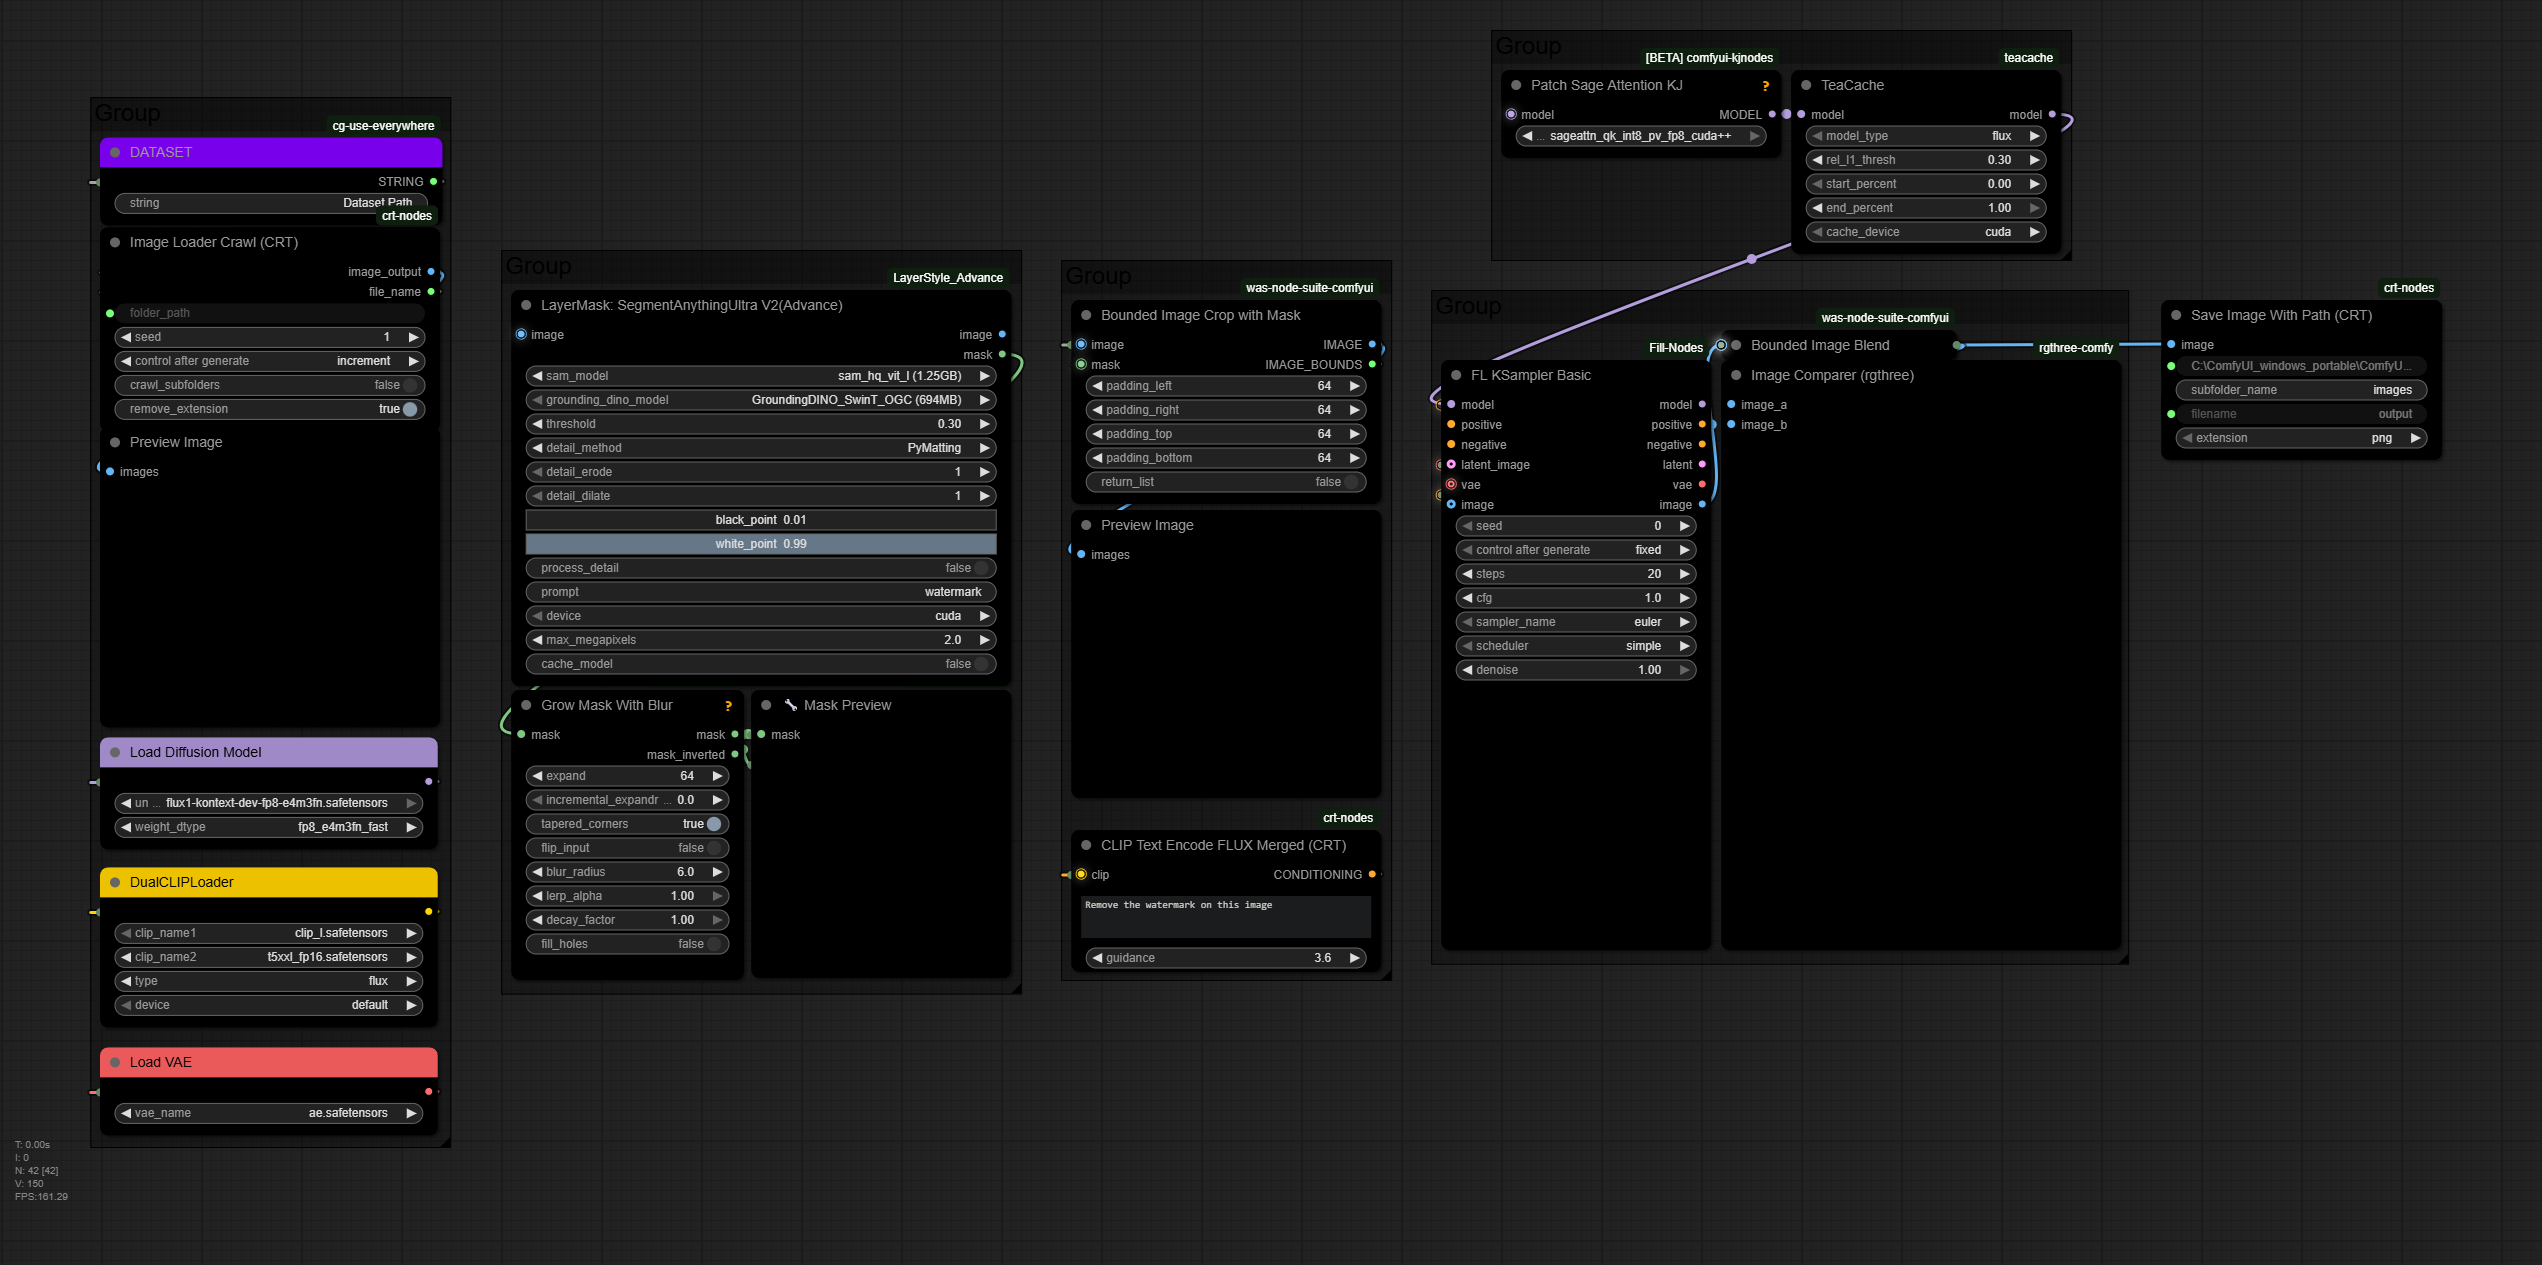 Group
cg-use-everywhere
DATASET
STRING
string Dataset Path
crt-nodes
Image Loader Crawl (CRT)
image_output
file_name
folder_path
seed 1
control after generate increment
crawl_subfolders false
remove_extension true
Preview Image
images
Load Diffusion Model
un ... flux1-kontext-dev-fp8-e4m3fn.safetensors
weight_dtype fp8_e4m3fn_fast
DualCLIPLoader
clip_name1 clip_l.safetensors
clip_name2 t5xxl_fp16.safetensors
type flux
device default
Load VAE
vae_name ae.safetensors
T: 0.00s
I: 0
N: 42 [42]
V: 150
FPS:161.29
Group
LayerStyle_Advance
LayerMask: SegmentAnythingUltra V2(Advance)
image image
mask
sam_model sam_hq_vit_l (1.25GB)
grounding_dino_model GroundingDINO_SwinT_OGC (694MB)
threshold 0.30
detail_method PyMatting
detail_erode 1
detail_dilate 1
black_point 0.01
white_point 0.99
process_detail false
prompt watermark
device cuda
max_megapixels 2.0
cache_model false
Grow Mask With Blur ?
mask mask
mask_inverted
expand 64
incremental_expandr ... 0.0
tapered_corners true
flip_input false
blur_radius 6.0
lerp_alpha 1.00
decay_factor 1.00
fill_holes false
🔧 Mask Preview
mask
Group
was-node-suite-comfyui
Bounded Image Crop with Mask
image IMAGE
mask IMAGE_BOUNDS
padding_left 64
padding_right 64
padding_top 64
padding_bottom 64
return_list false
Preview Image
images
crt-nodes
CLIP Text Encode FLUX Merged (CRT)
clip CONDITIONING
Remove the watermark on this image
guidance 3.6
Group
[BETA] comfyui-kjnodes
Patch Sage Attention KJ ?
model MODEL
... sageattn_qk_int8_pv_fp8_cuda++
teacache
TeaCache
model model
model_type flux
rel_l1_thresh 0.30
start_percent 0.00
end_percent 1.00
cache_device cuda
Group
Fill-Nodes
FL KSampler Basic
model model
positive positive
negative negative
latent_image latent
vae vae
image image
seed 0
control after generate fixed
steps 20
cfg 1.0
sampler_name euler
scheduler simple
denoise 1.00
was-node-suite-comfyui
Bounded Image Blend
rgthree-comfy
Image Comparer (rgthree)
image_a
image_b
crt-nodes
Save Image With Path (CRT)
image
C:\ComfyUI_windows_portable\ComfyU...
subfolder_name images
filename output
extension png